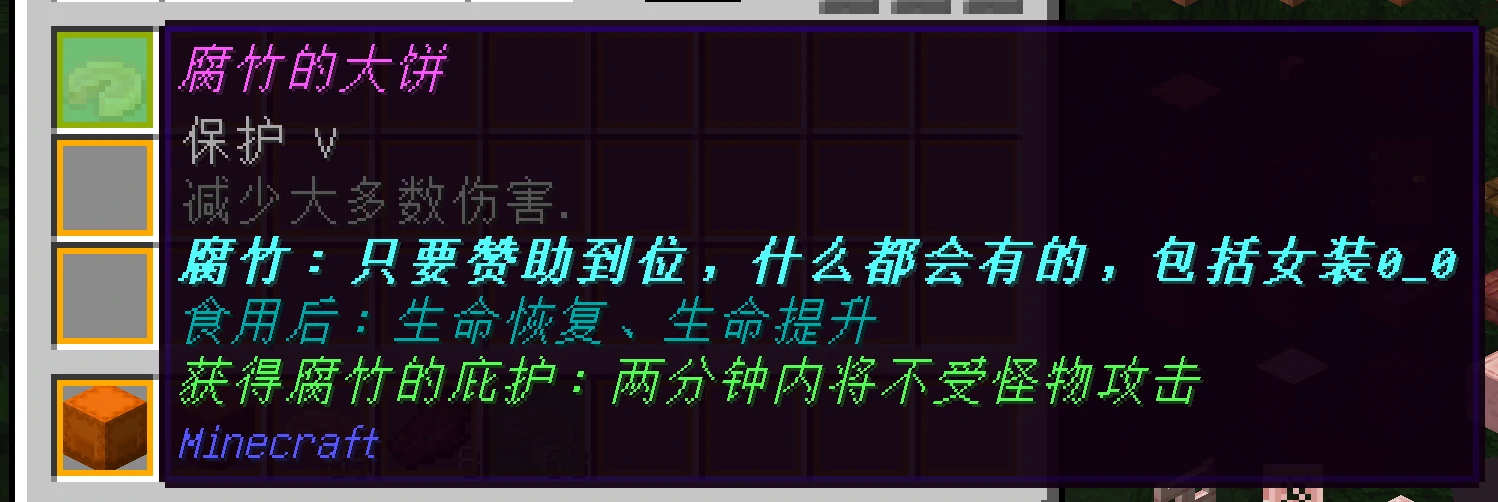 腐竹的大饼
保护 V
减少大多数伤害.
腐竹：只要赞助到位，什么都会有的，包括女装0_0
食用后：生命恢复、生命提升
获得腐竹的庇护：两分钟内将不受怪物攻击
Minecraft